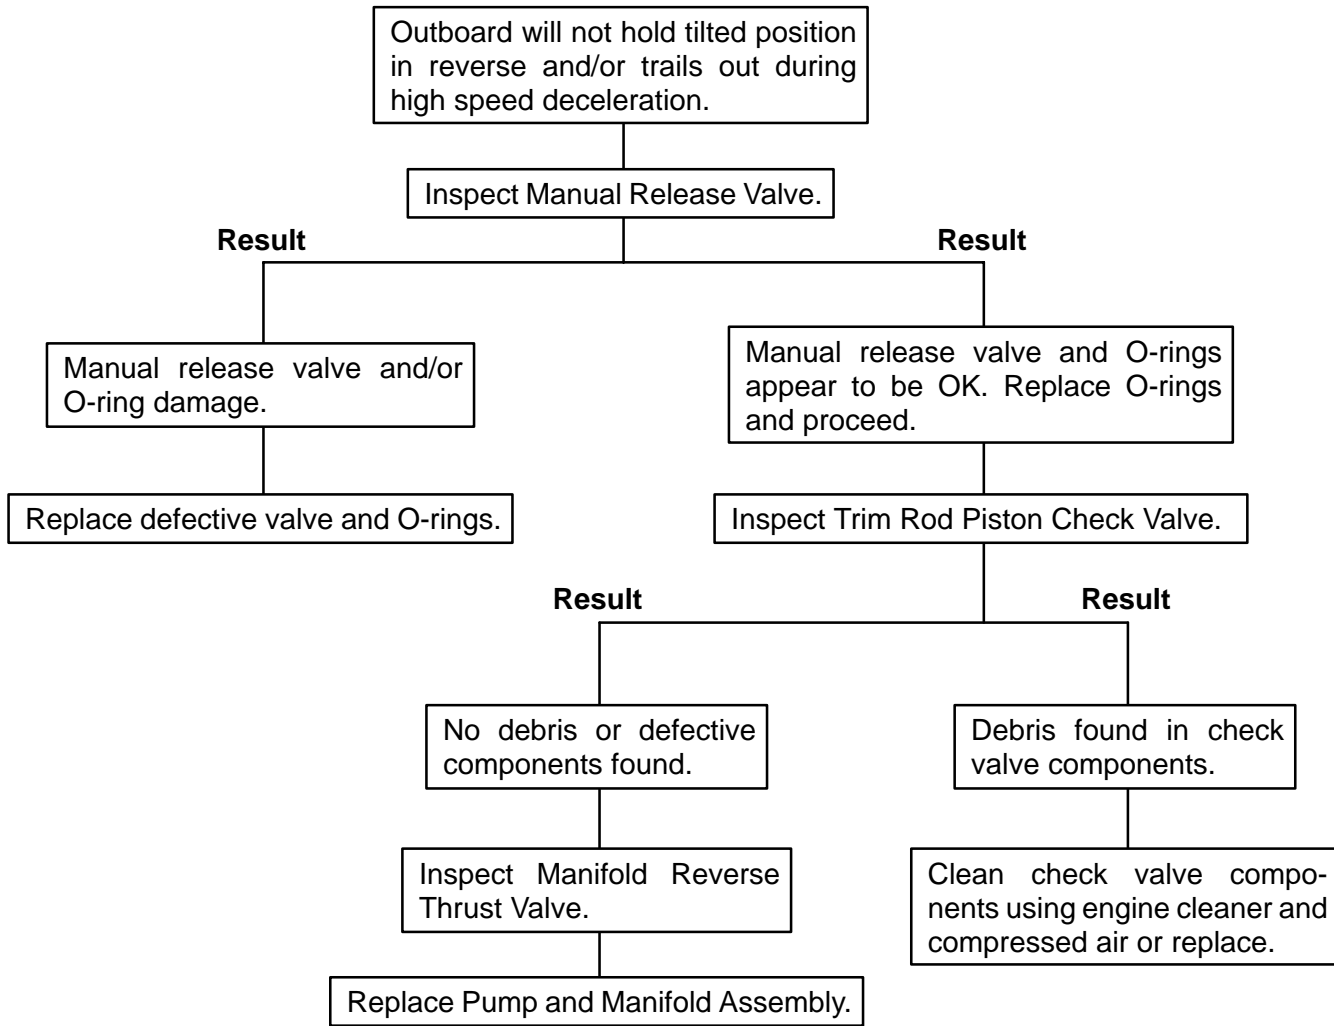 Outboard will not hold tilted position
in reverse and/or trails out during
high speed deceleration.
Inspect Manual Release Valve.
Result
Result
Manual release valve and/or
O-ring damage.
Manual release valve and O-rings
appear to be OK. Replace O-rings
and proceed.
Replace defective valve and O-rings.
Inspect Trim Rod Piston Check Valve.
Result
Result
No debris or defective
components found.
Debris found in check
valve components.
Inspect Manifold Reverse
Thrust Valve.
Clean check valve compo-
nents using engine cleaner and
compressed air or replace.
Replace Pump and Manifold Assembly.